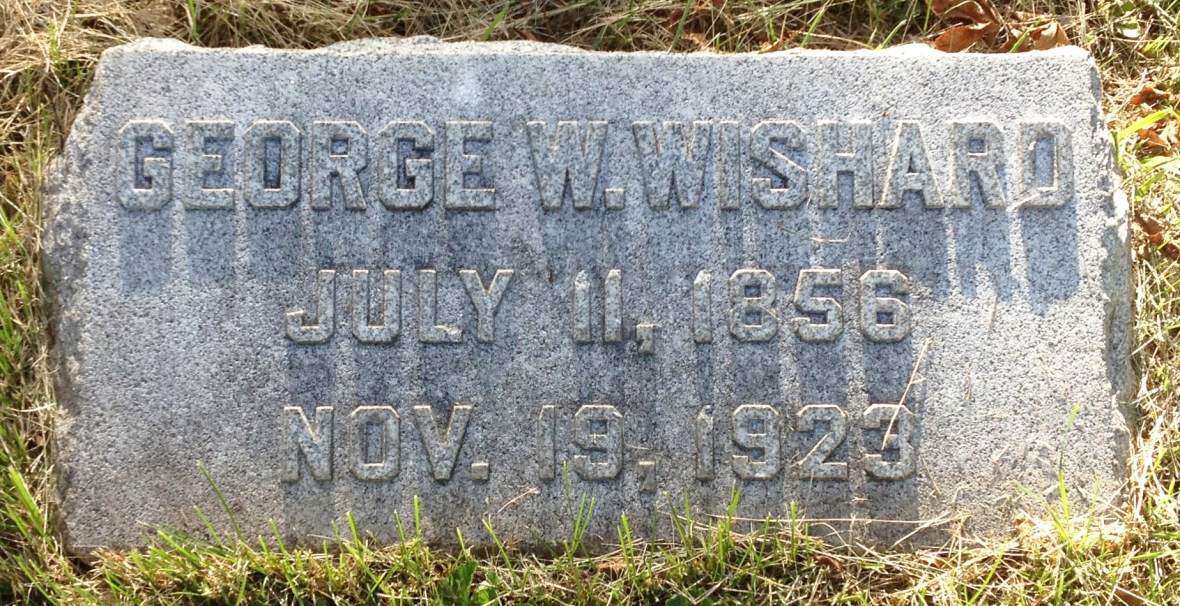 GEORGE W. WISHARD
JULY 11, 1856
NOV. 19, 1923